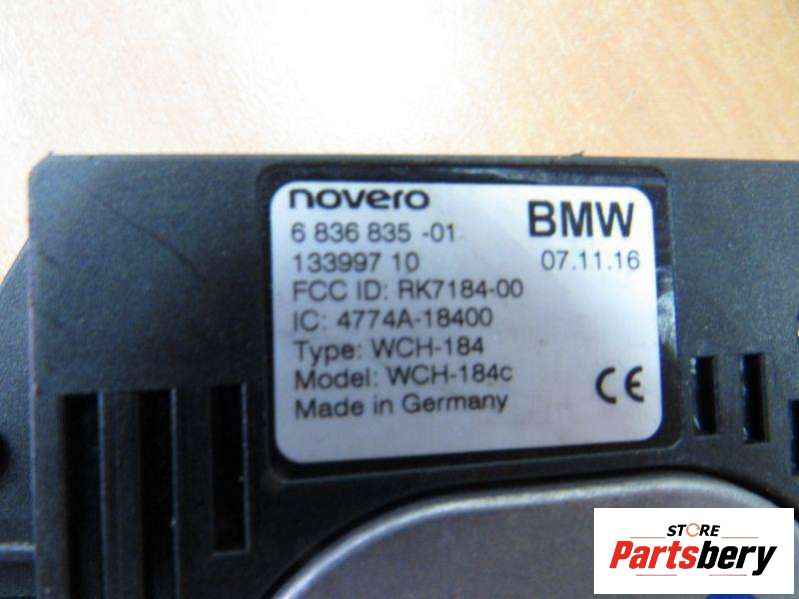 novero
BMW
6 836 835 -01
133997 10
07.11.16
FCC ID: RK7184-00
IC: 4774A-18400
Type: WCH-184
Model: WCH-184c
CE
Made in Germany
STORE
Partsbery